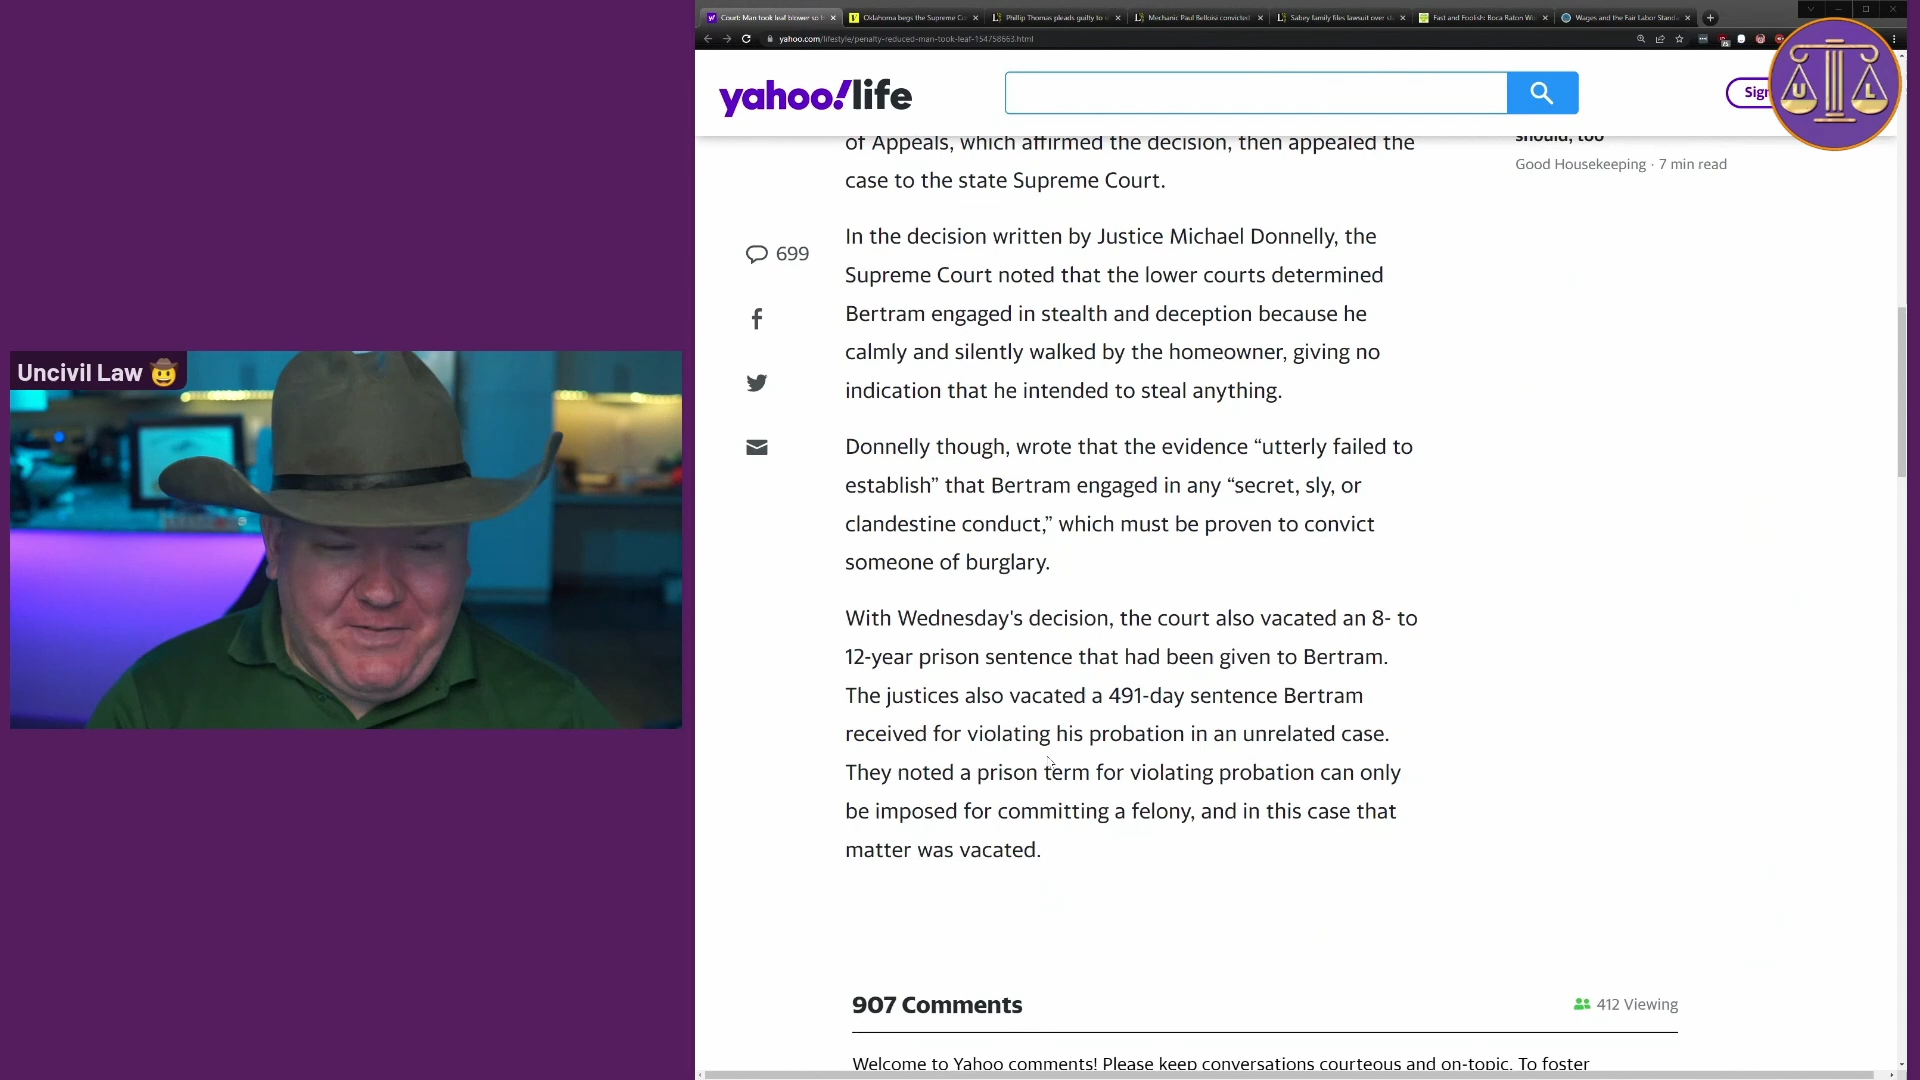 Court: Man took leaf blower so b
Oklahoma begs the Supreme Co
Phillip Thomas pleads guilty to s
Mechanic Paul Belloisi convicted
Sabey family files lawsuit over st
Fast and Foolish: Boca Raton
Wages and the Fair Labor Stand
yahoo.com/lifestyle/penalty-reduced-man-took-leaf-154758663.html
yahoo!life
Sign
U L
should, too
Good Housekeeping · 7 min read
of Appeals, which affirmed the decision, then appealed the
case to the state Supreme Court.
699
In the decision written by Justice Michael Donnelly, the
Supreme Court noted that the lower courts determined
Bertram engaged in stealth and deception because he
calmly and silently walked by the homeowner, giving no
indication that he intended to steal anything.
Uncivil Law 🤠
Donnelly though, wrote that the evidence “utterly failed to
establish” that Bertram engaged in any “secret, sly, or
clandestine conduct,” which must be proven to convict
someone of burglary.
With Wednesday's decision, the court also vacated an 8- to
12-year prison sentence that had been given to Bertram.
The justices also vacated a 491-day sentence Bertram
received for violating his probation in an unrelated case.
They noted a prison term for violating probation can only
be imposed for committing a felony, and in this case that
matter was vacated.
907 Comments
412 Viewing
Welcome to Yahoo comments! Please keep conversations courteous and on-topic. To foster